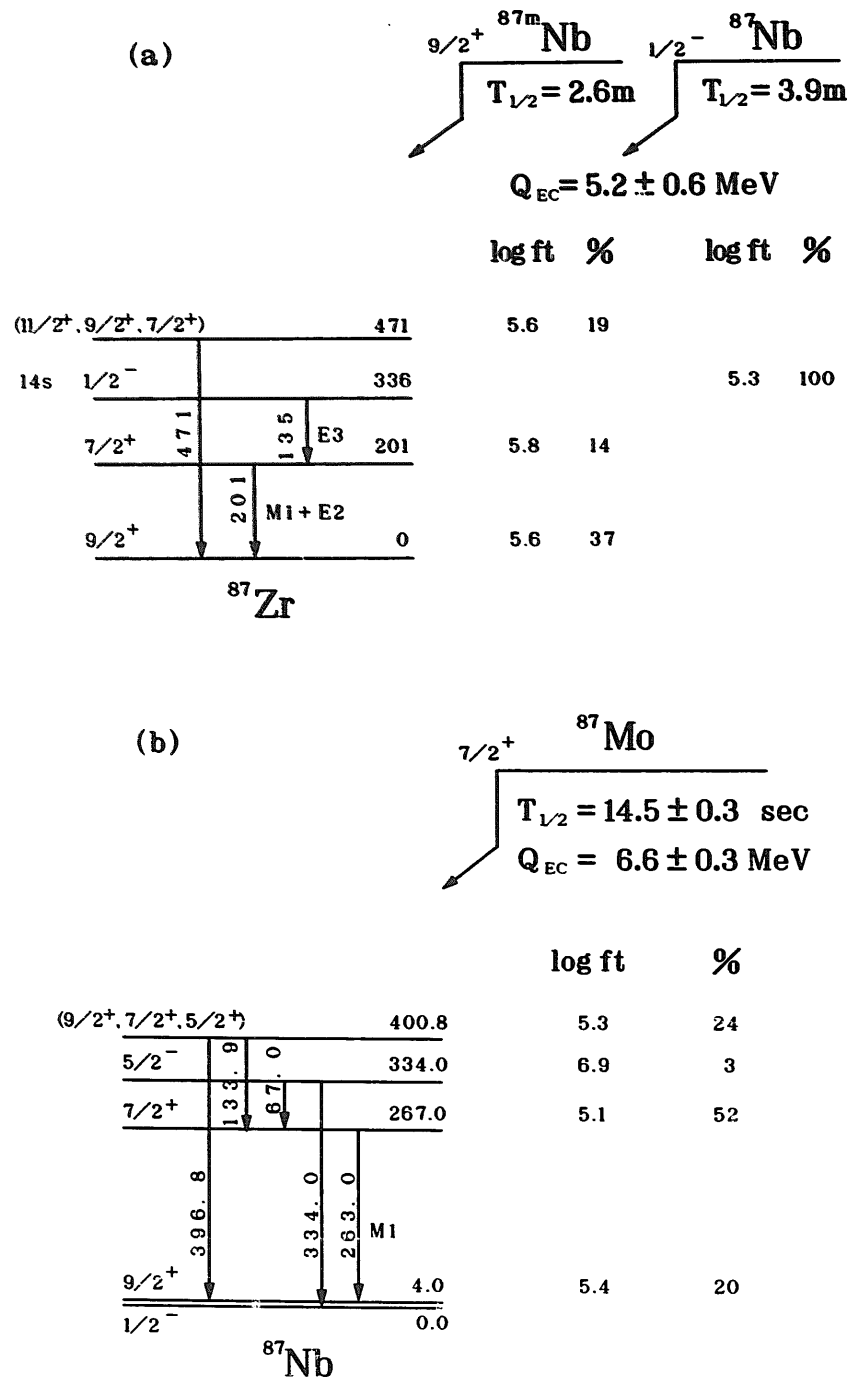 (a)
9/2⁺ ⁸⁷ᵐNb 1/2⁻ ⁸⁷Nb
T1/2 = 2.6m T1/2 = 3.9m
QEC = 5.2 ± 0.6 MeV
log ft % log ft %
(11/2⁺,9/2⁺,7/2⁺) 471 5.6 19
14s 1/2⁻ 336 5.3 100
471 135 E3
7/2⁺ 201 5.8 14
201 M1 + E2
9/2⁺ 0 5.6 37
⁸⁷Zr
(b)
7/2⁺ ⁸⁷Mo
T1/2 = 14.5 ± 0.3 sec
QEC = 6.6 ± 0.3 MeV
log ft %
(9/2⁺,7/2⁺,5/2⁺) 400.8 5.3 24
5/2⁻ 334.0 6.9 3
133.9 67.0
7/2⁺ 267.0 5.1 52
396.8 334.0 263.0 M1
9/2⁺ 4.0 5.4 20
1/2⁻ 0.0
⁸⁷Nb